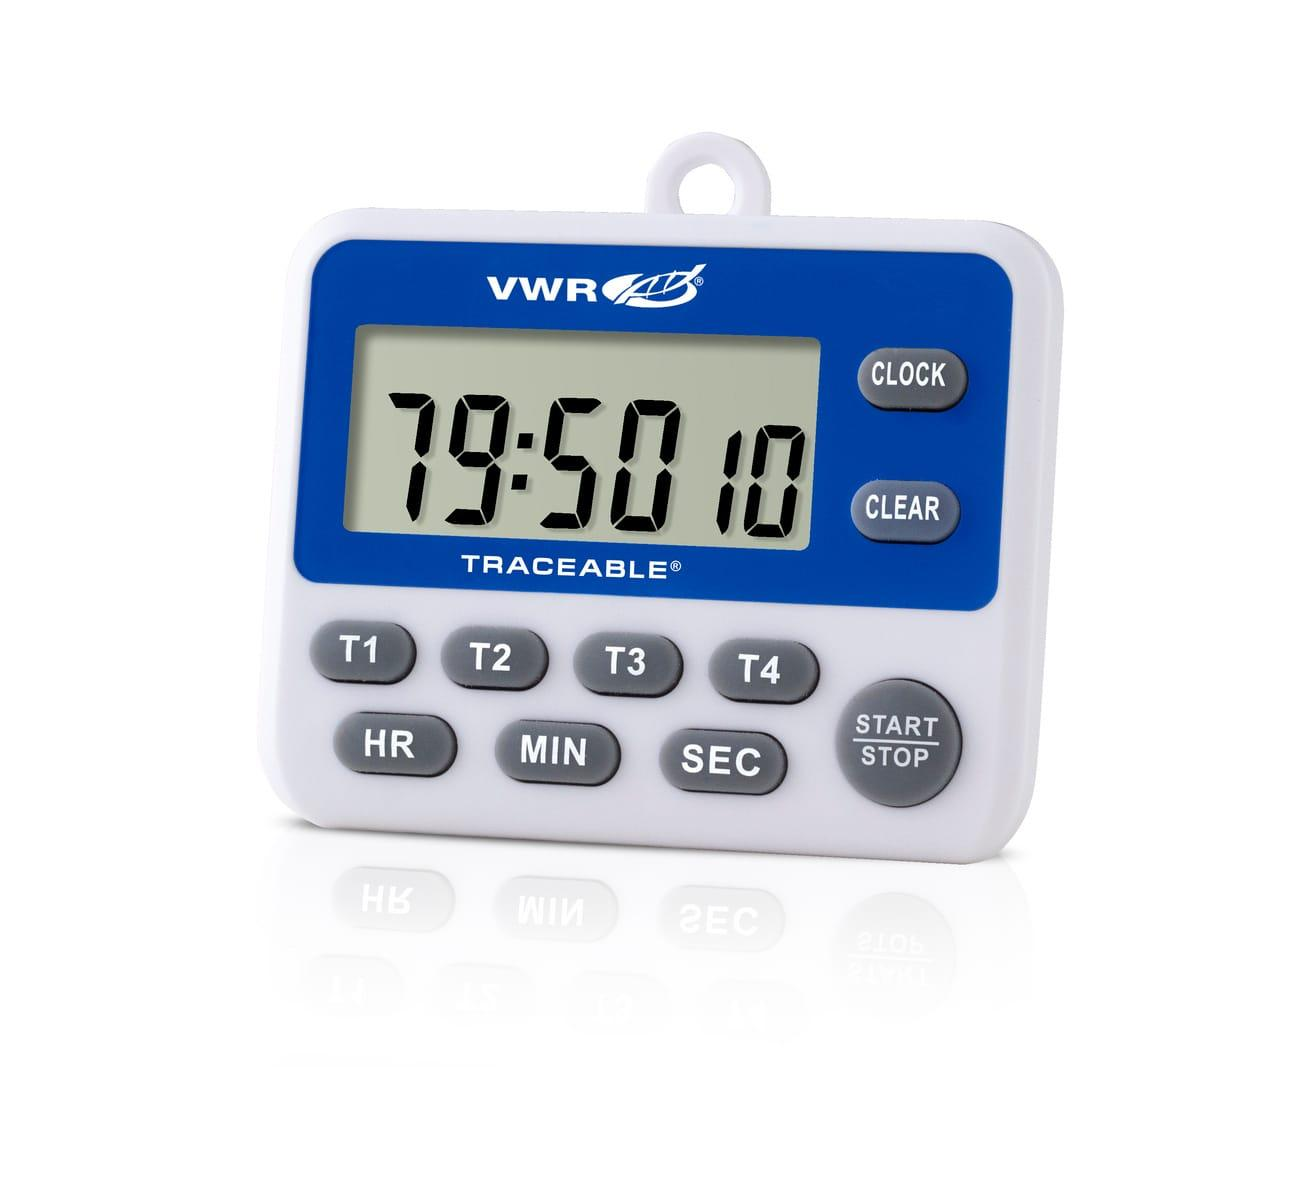 VWR®
CLOCK
79:50 10
CLEAR
TRACEABLE®
T1 T2 T3 T4
START
STOP
HR MIN SEC